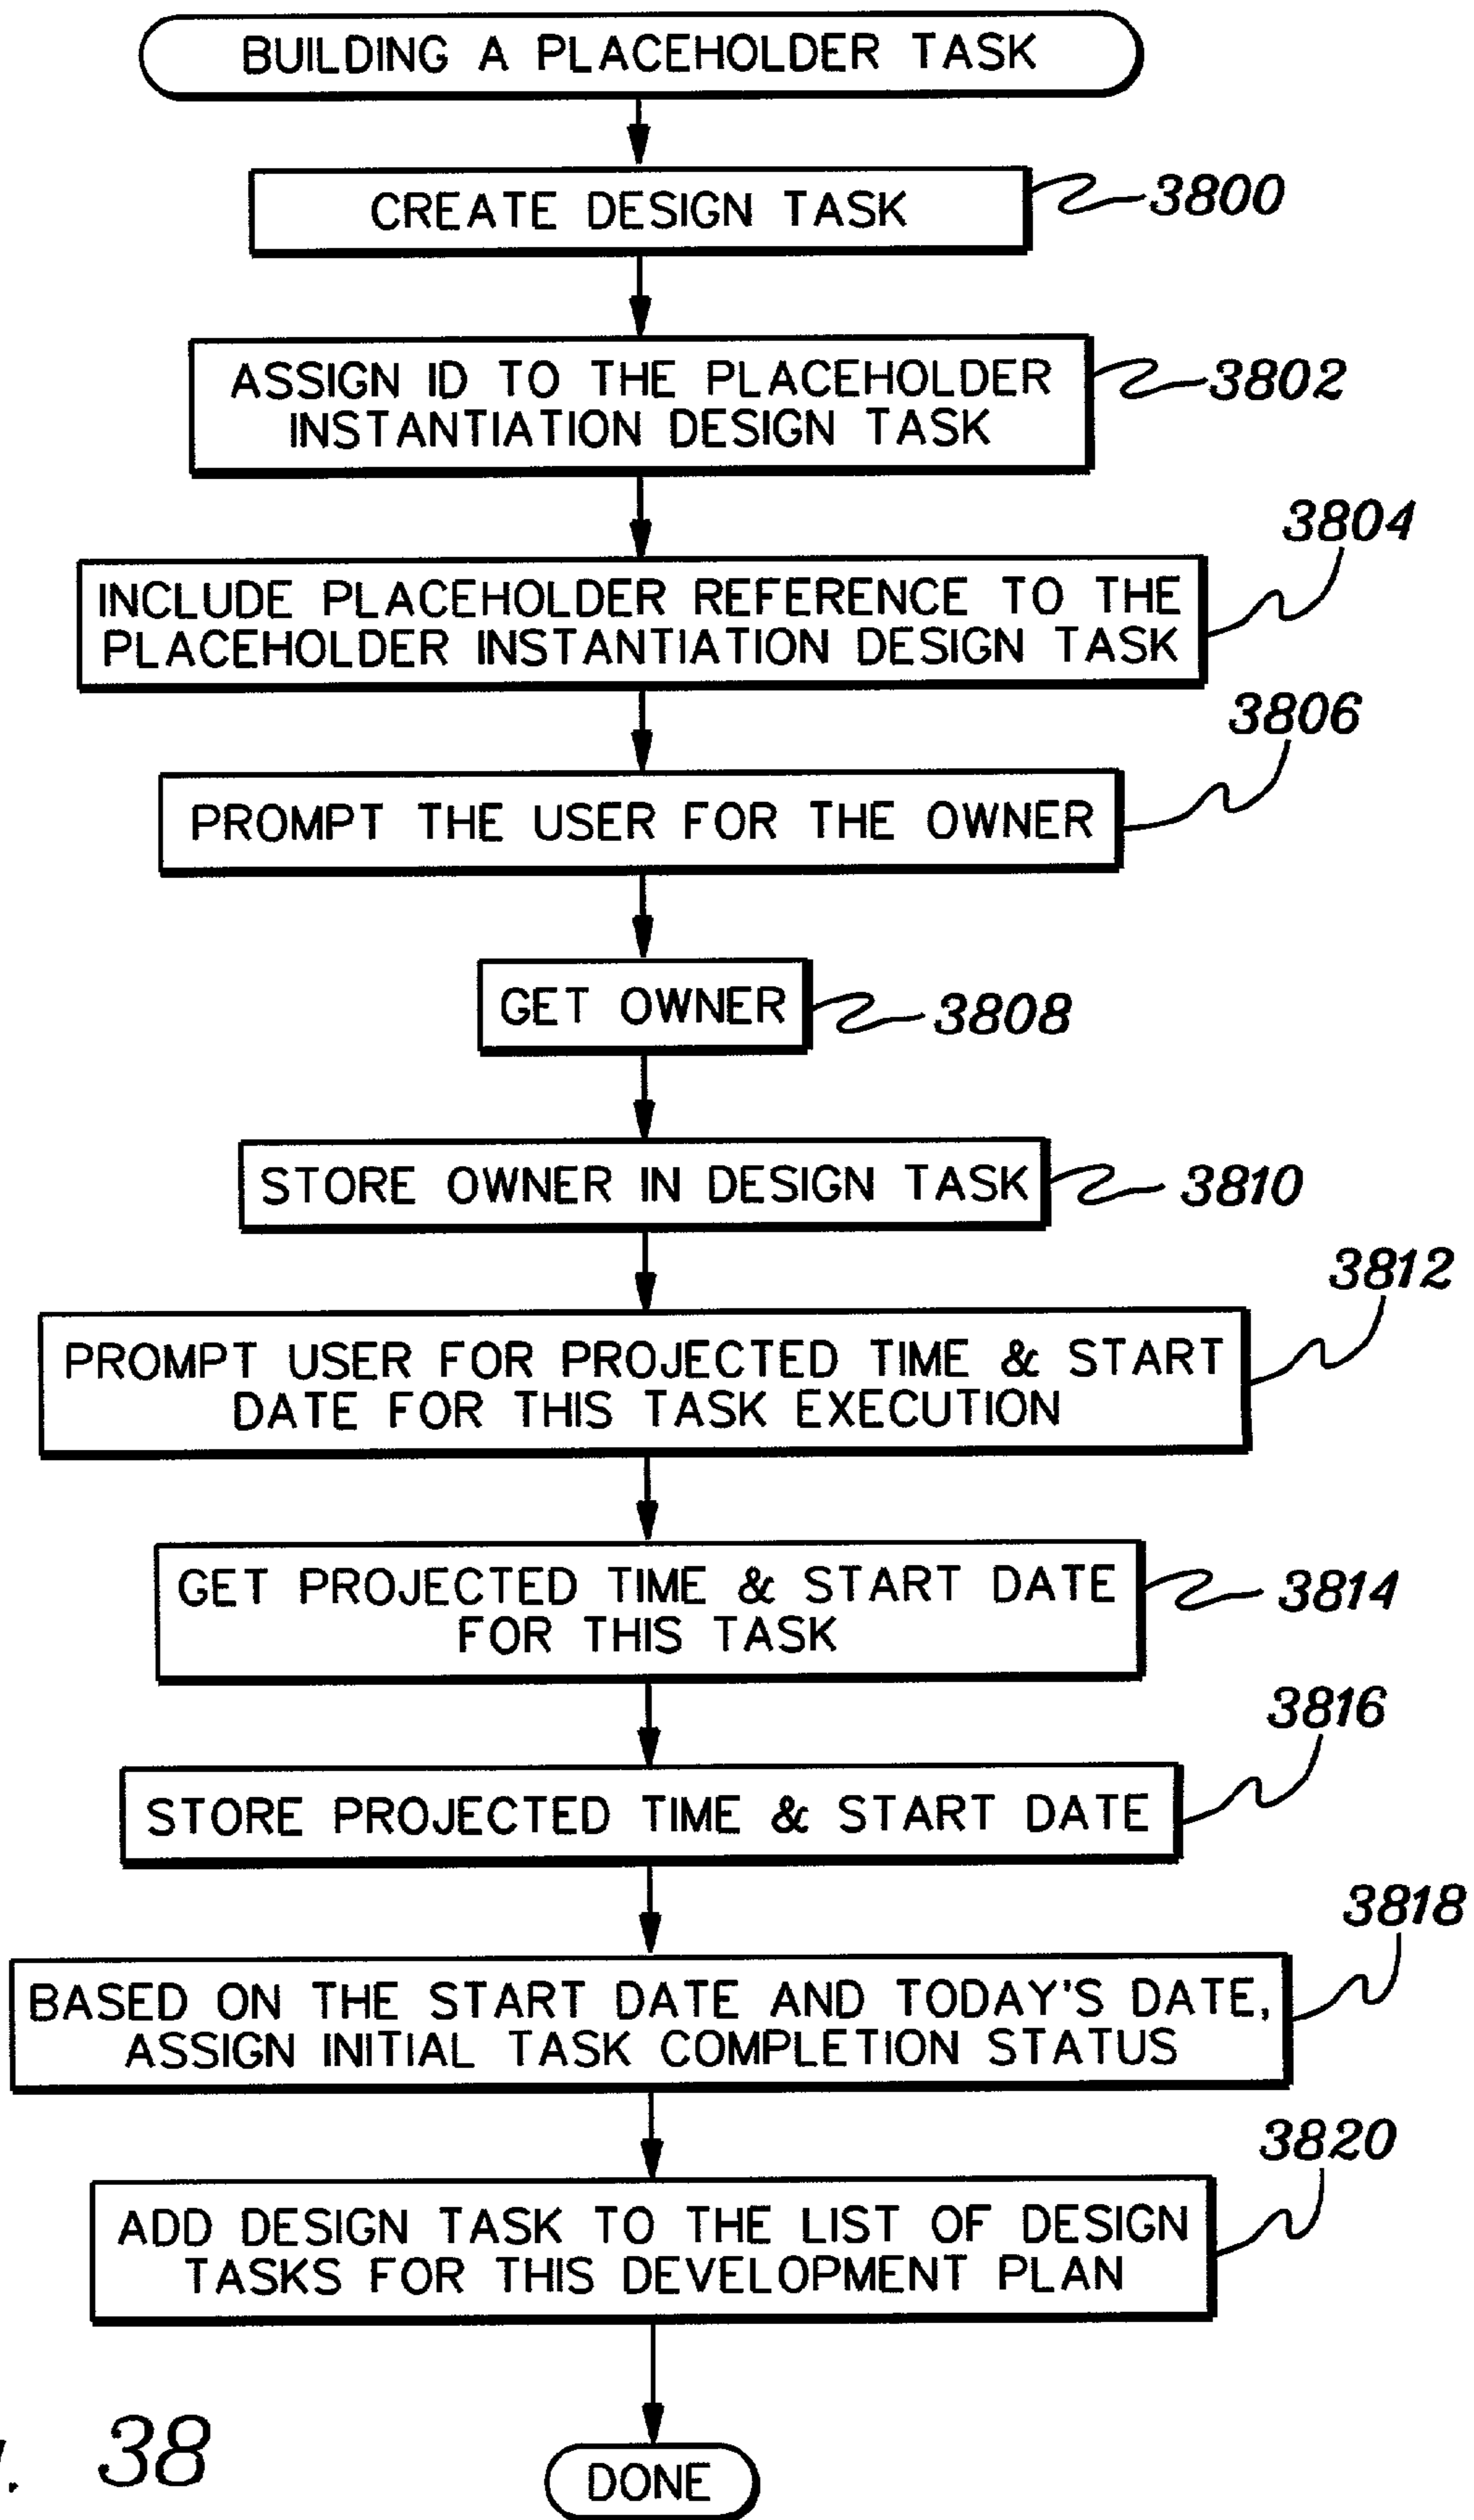 BUILDING A PLACEHOLDER TASK
CREATE DESIGN TASK
3800
ASSIGN ID TO THE PLACEHOLDER
INSTANTIATION DESIGN TASK
3802
3804
INCLUDE PLACEHOLDER REFERENCE TO THE
PLACEHOLDER INSTANTIATION DESIGN TASK
3806
PROMPT THE USER FOR THE OWNER
GET OWNER
3808
STORE OWNER IN DESIGN TASK
3810
3812
PROMPT USER FOR PROJECTED TIME & START
DATE FOR THIS TASK EXECUTION
GET PROJECTED TIME & START DATE
FOR THIS TASK
3814
3816
STORE PROJECTED TIME & START DATE
3818
BASED ON THE START DATE AND TODAY'S DATE,
ASSIGN INITIAL TASK COMPLETION STATUS
3820
ADD DESIGN TASK TO THE LIST OF DESIGN
TASKS FOR THIS DEVELOPMENT PLAN
38
DONE